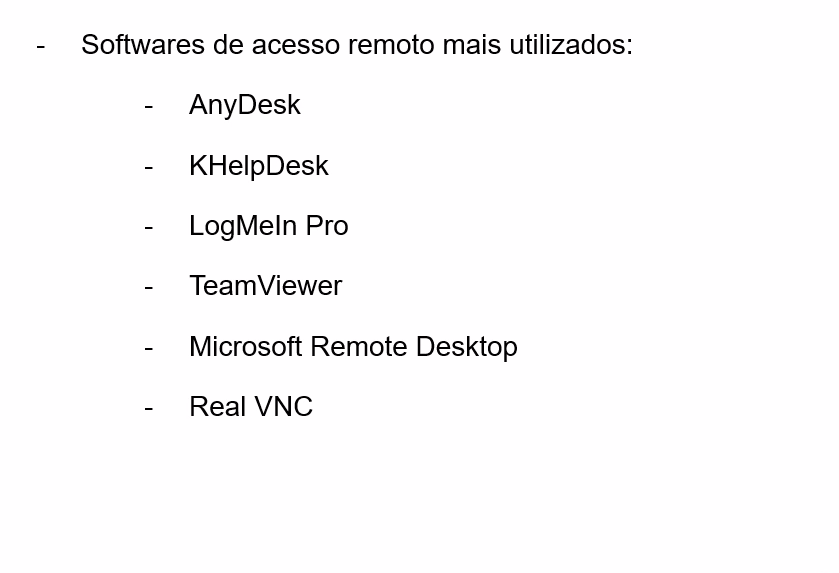 - Softwares de acesso remoto mais utilizados:
- AnyDesk
- KHelpDesk
- LogMeIn Pro
- TeamViewer
- Microsoft Remote Desktop
- Real VNC